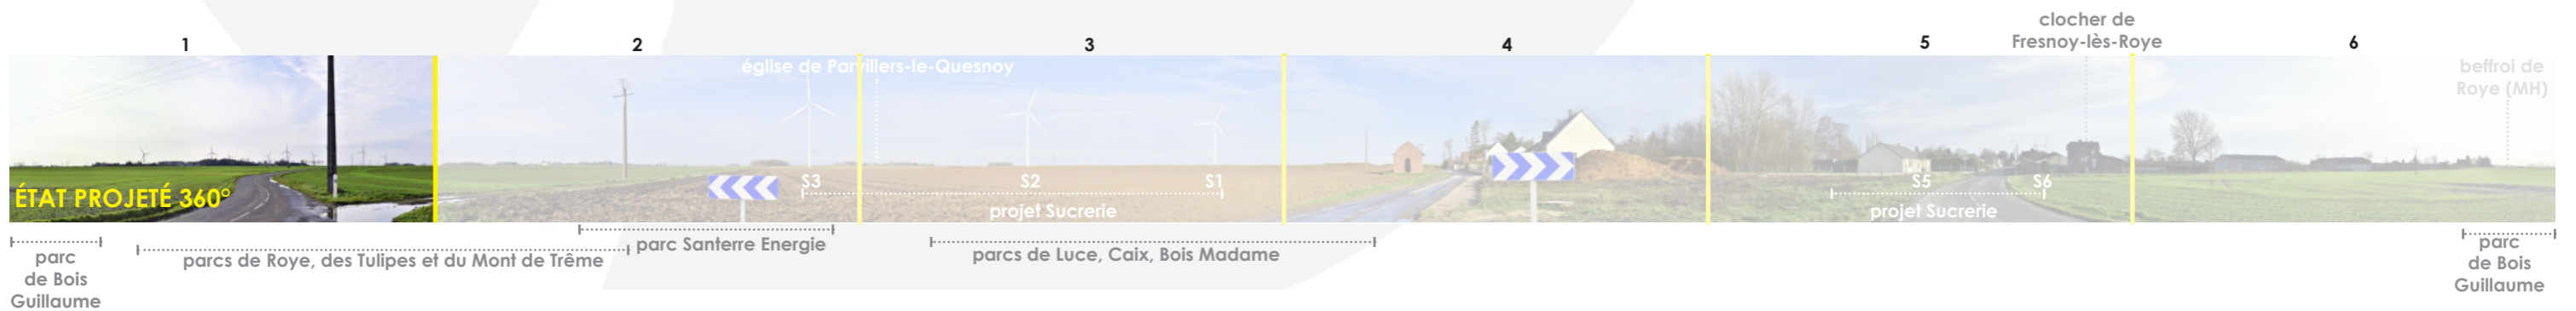 clocher de
Fresnoy-lès-Roye
1
2
3
4
5
6
église de Parvillers-le-Quesnoy
beffroi de
Roye (MH)
ÉTAT PROJETÉ 360°
S3
S2
S1
S5
S6
projet Sucrerie
projet Sucrerie
parc
de Bois
Guillaume
parcs de Roye, des Tulipes et du Mont de Trême
parc Santerre Energie
parcs de Luce, Caix, Bois Madame
parc
de Bois
Guillaume